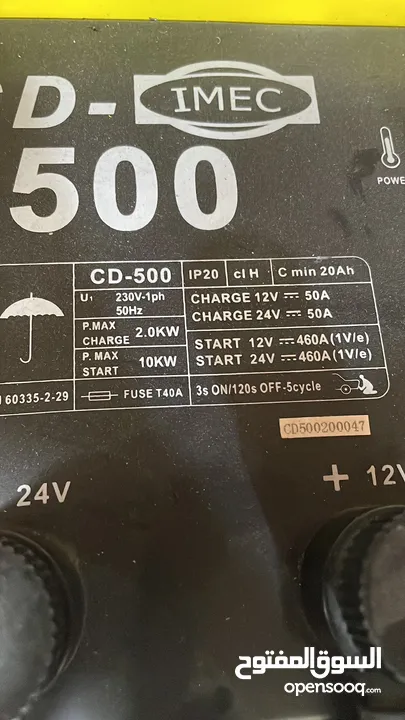 CD-
IMEC
500
POWE
CD-500 IP20 cl H C min 20Ah
U1 230V-1ph 50Hz
CHARGE 12V ⎓ 50A
CHARGE 24V ⎓ 50A
P.MAX CHARGE 2.0KW
START 12V ⎓460A(1V/e)
START 24V ⎓460A(1V/e)
P.MAX START 10KW
60335-2-29
FUSE T40A
3s ON/120s OFF-5cycle
CD500200047
24V
+ 12V
السوق المفتوح
opensooq.com